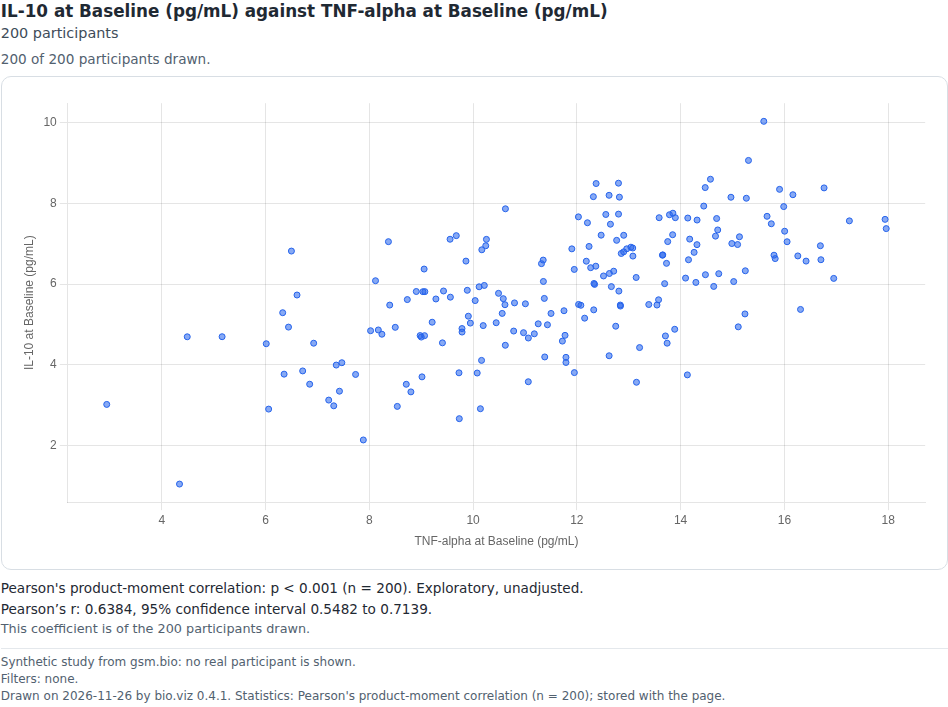 IL-10 at Baseline (pg/mL) against TNF-alpha at Baseline (pg/mL)
200 participants
200 of 200 participants drawn.
10
8
6
4
2
IL-10 at Baseline (pg/mL)
4 6 8 10 12 14 16 18
TNF-alpha at Baseline (pg/mL)
Pearson's product-moment correlation: p < 0.001 (n = 200). Exploratory, unadjusted.
Pearson’s r: 0.6384, 95% confidence interval 0.5482 to 0.7139.
This coefficient is of the 200 participants drawn.
Synthetic study from gsm.bio: no real participant is shown.
Filters: none.
Drawn on 2026-11-26 by bio.viz 0.4.1. Statistics: Pearson's product-moment correlation (n = 200); stored with the page.